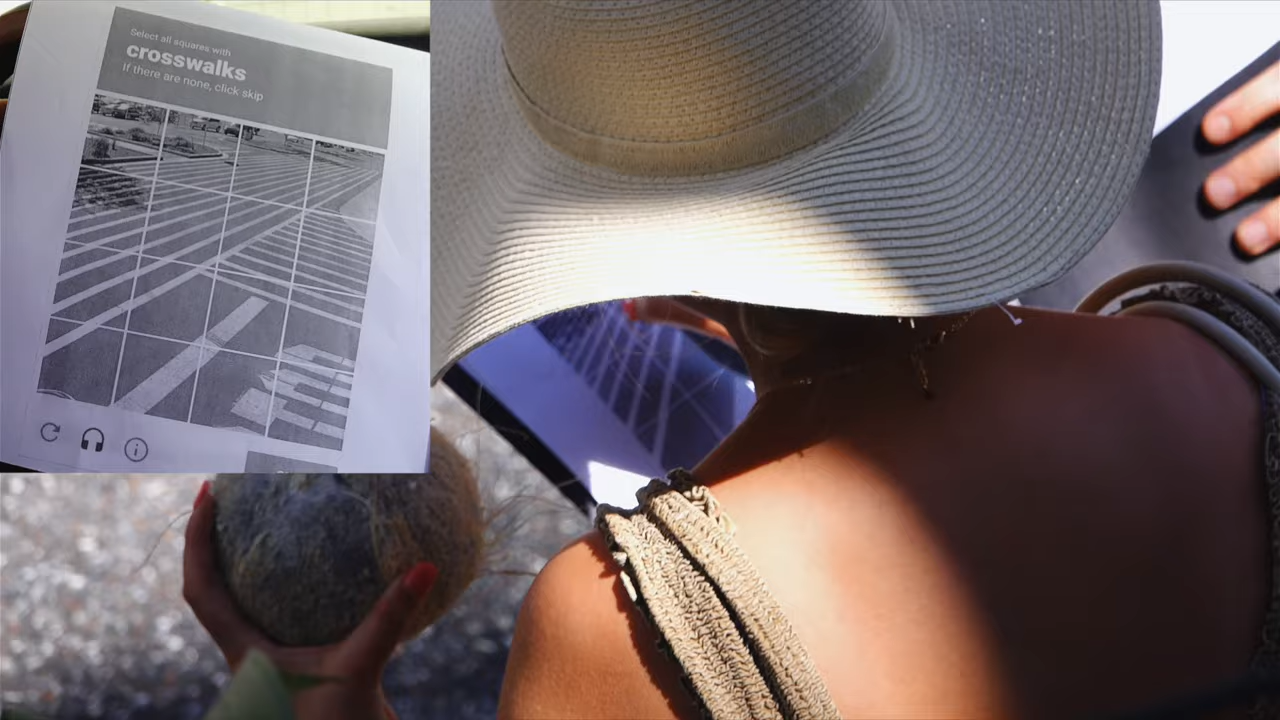 Select all squares with
crosswalks
If there are none, click skip